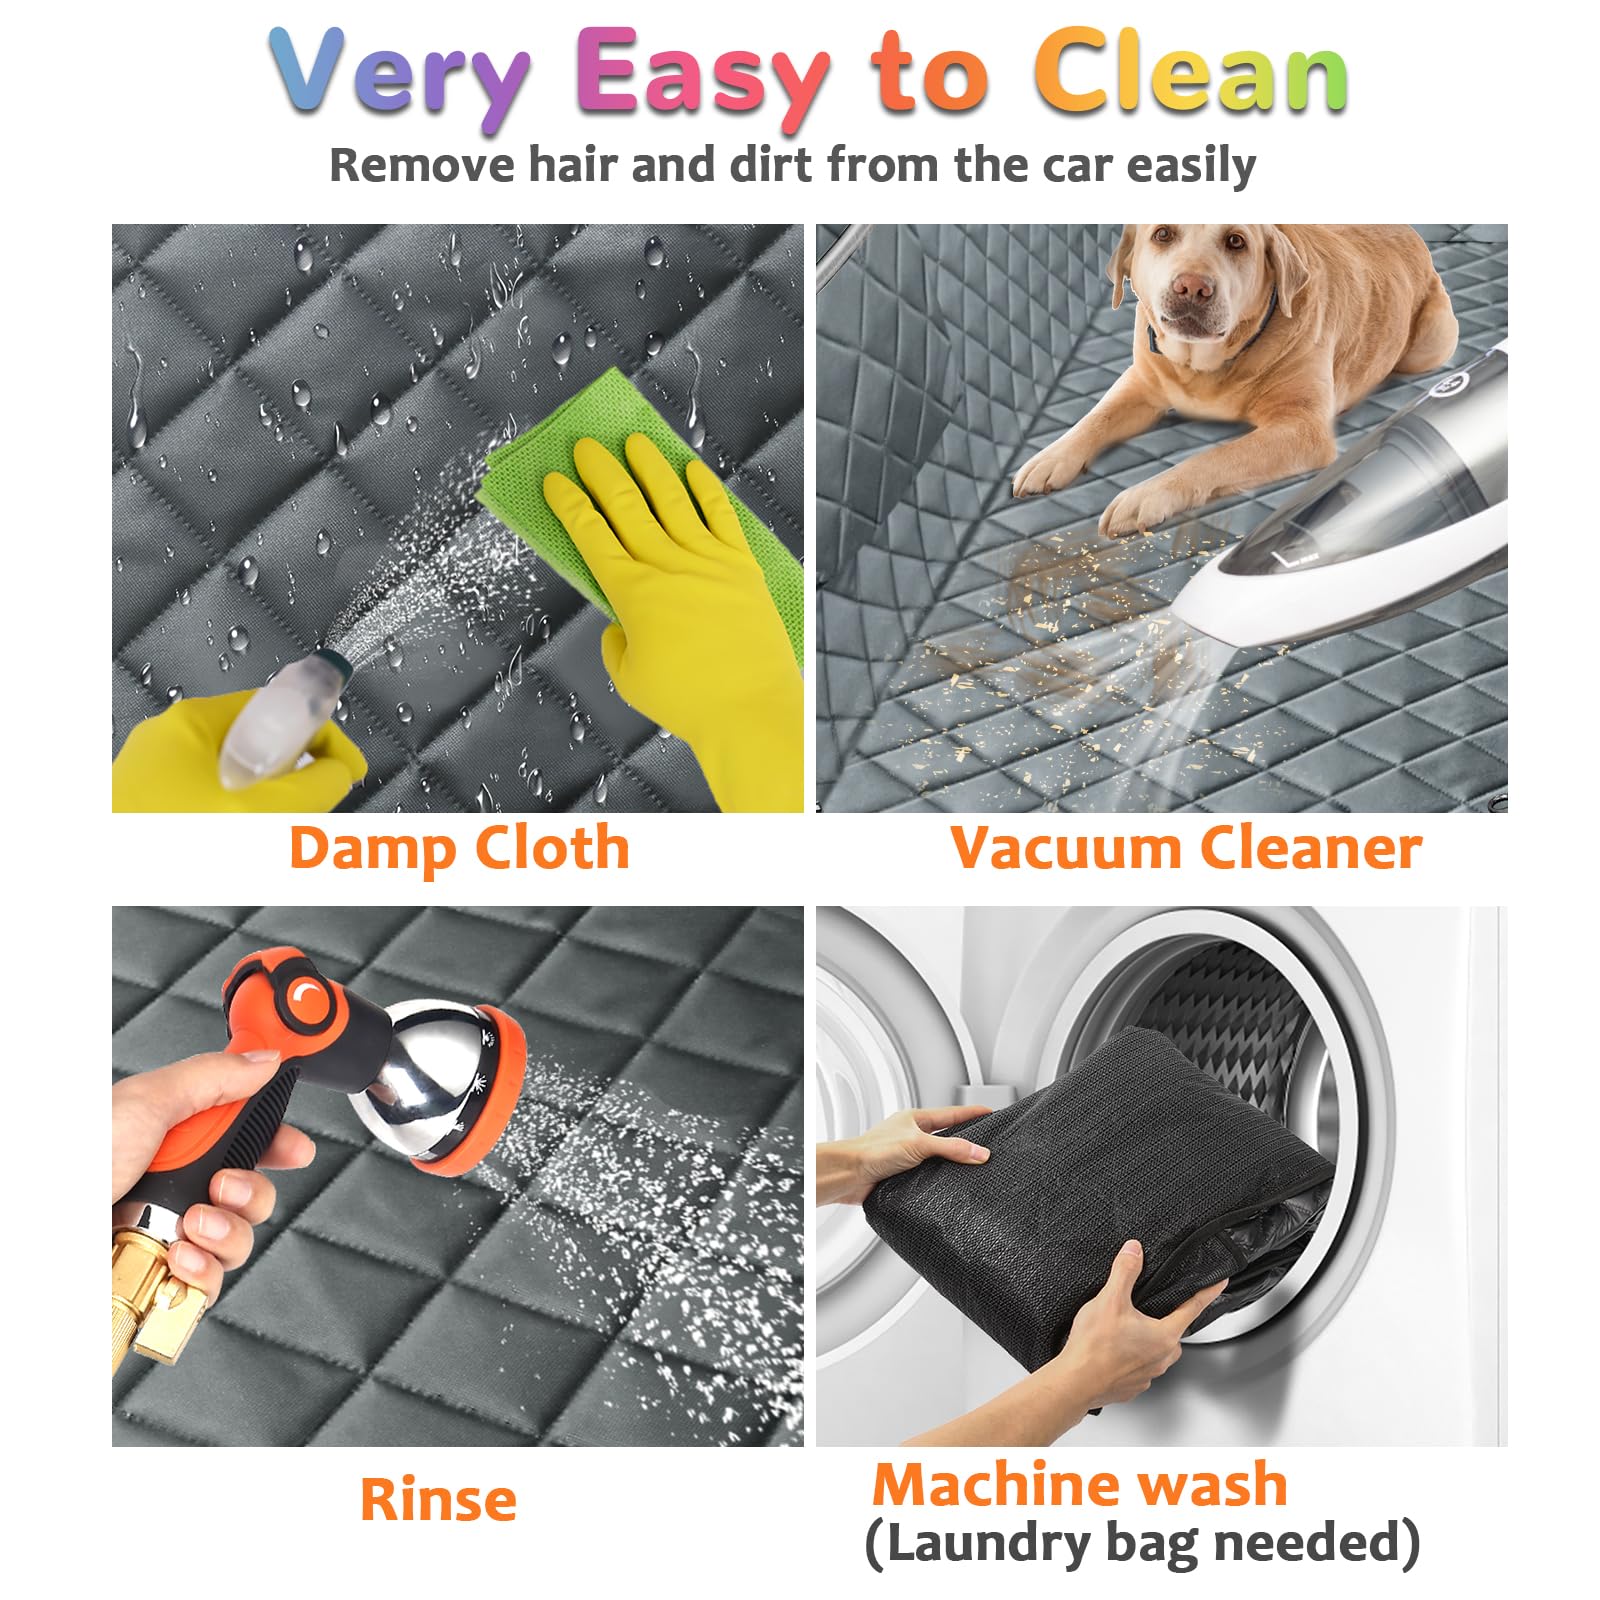 Very Easy to Clean
Remove hair and dirt from the car easily
Damp Cloth
Vacuum Cleaner
Rinse
Machine wash
(Laundry bag needed)